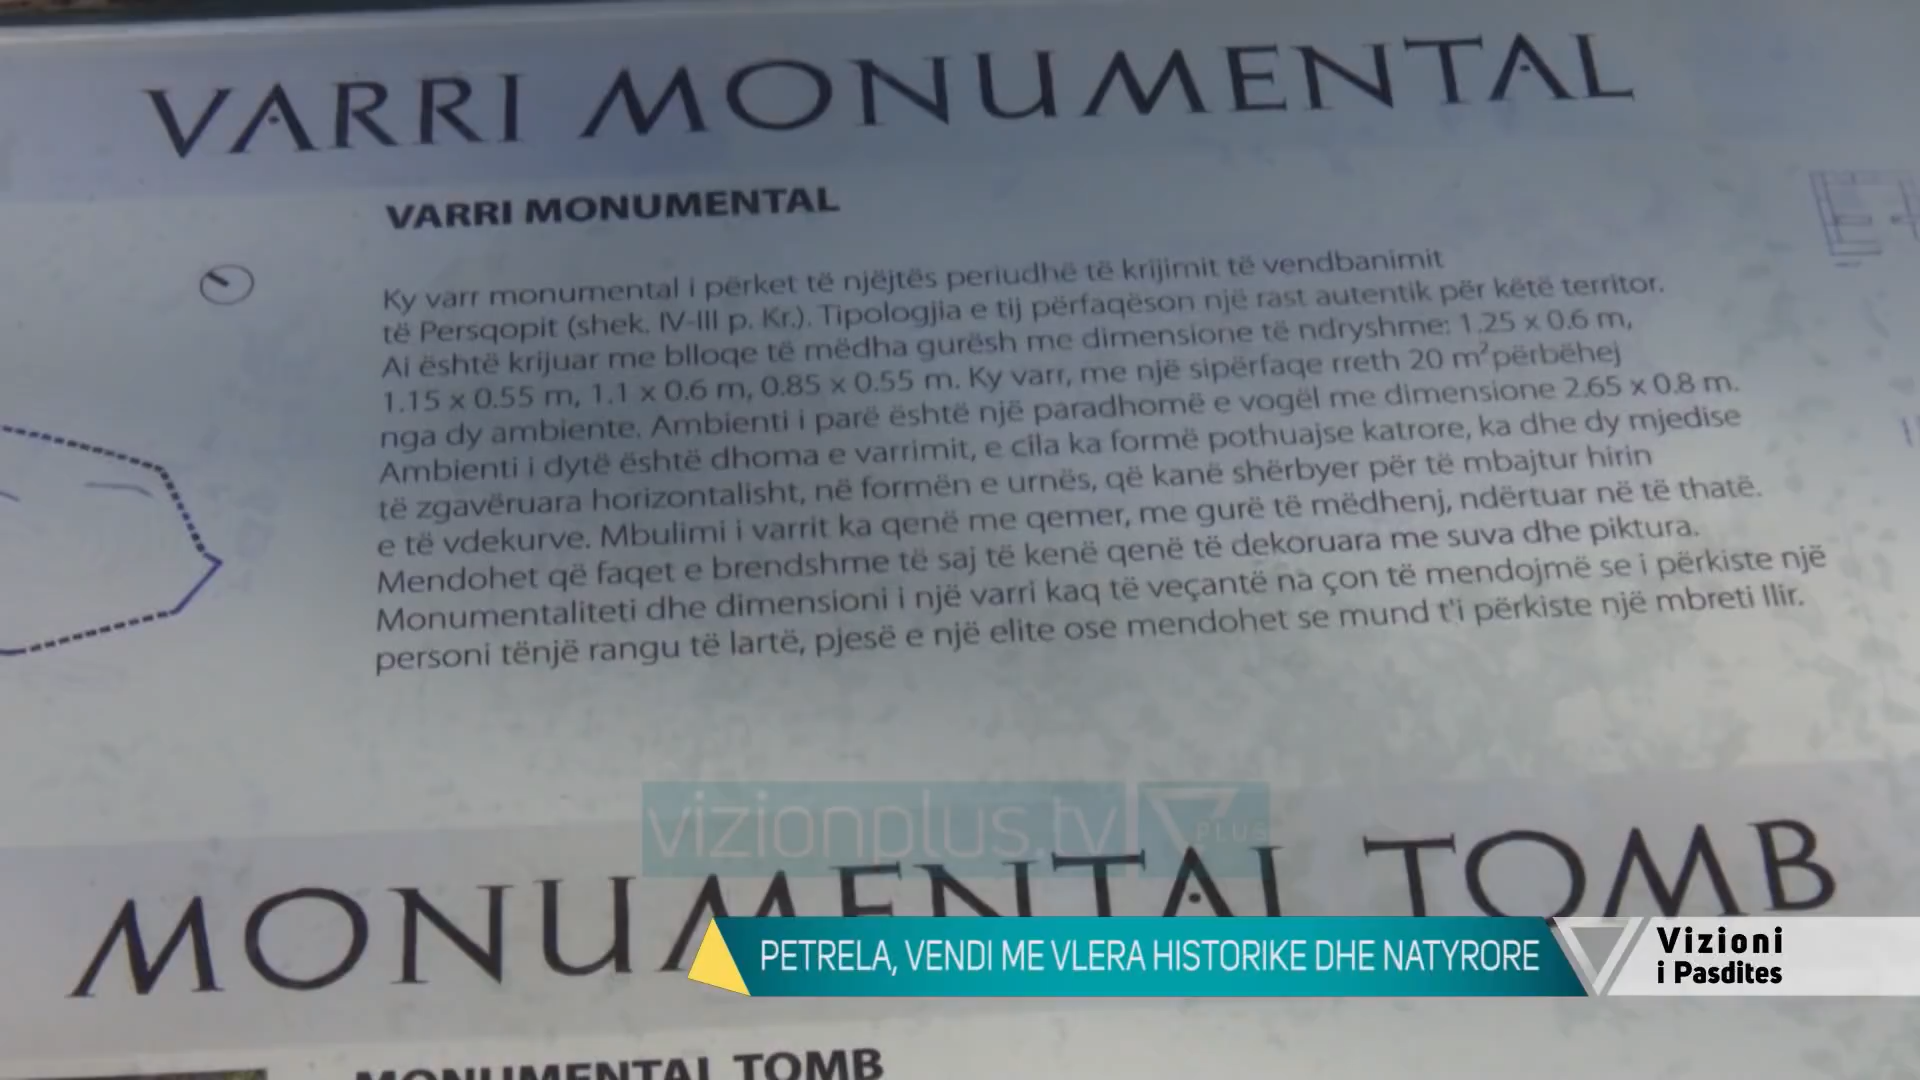 VARRI MONUMENTAL
VARRI MONUMENTAL
Ky varr monumental i përket të njëjtës periudhë të krijimit të vendbanimit
të Persqopit (shek. IV-III p. Kr.). Tipologjia e tij përfaqëson një rast autentik për këtë territor.
Ai është krijuar me blloqe të mëdha gurësh me dimensione të ndryshme: 1.25 x 0.6 m,
1.15 x 0.55 m, 1.1 x 0.6 m, 0.85 x 0.55 m. Ky varr, me një sipërfaqe rreth 20 m² përbëhej
nga dy ambiente. Ambienti i parë është një paradhomë e vogël me dimensione 2.65 x 0.8 m.
Ambienti i dytë është dhoma e varrimit, e cila ka formë pothuajse katrore, ka dhe dy mjedise
të zgavëruara horizontalisht, në formën e urnës, që kanë shërbyer për të mbajtur hirin
e të vdekurve. Mbulimi i varrit ka qenë me qemer, me gurë të mëdhenj, ndërtuar në të thatë.
Mendohet që faqet e brendshme të saj të kenë qenë të dekoruara me suva dhe piktura.
Monumentaliteti dhe dimensioni i një varri kaq të veçantë na çon të mendojmë se i përkiste një
personi tënjë rangu të lartë, pjesë e një elite ose mendohet se mund t'i përkiste një mbreti Ilir.
vizionplus.tv PLUS
MONUMENTAL TOMB
PETRELA, VENDI ME VLERA HISTORIKE DHE NATYRORE
Vizioni
i Pasdites
MONUMENTAL TOMB